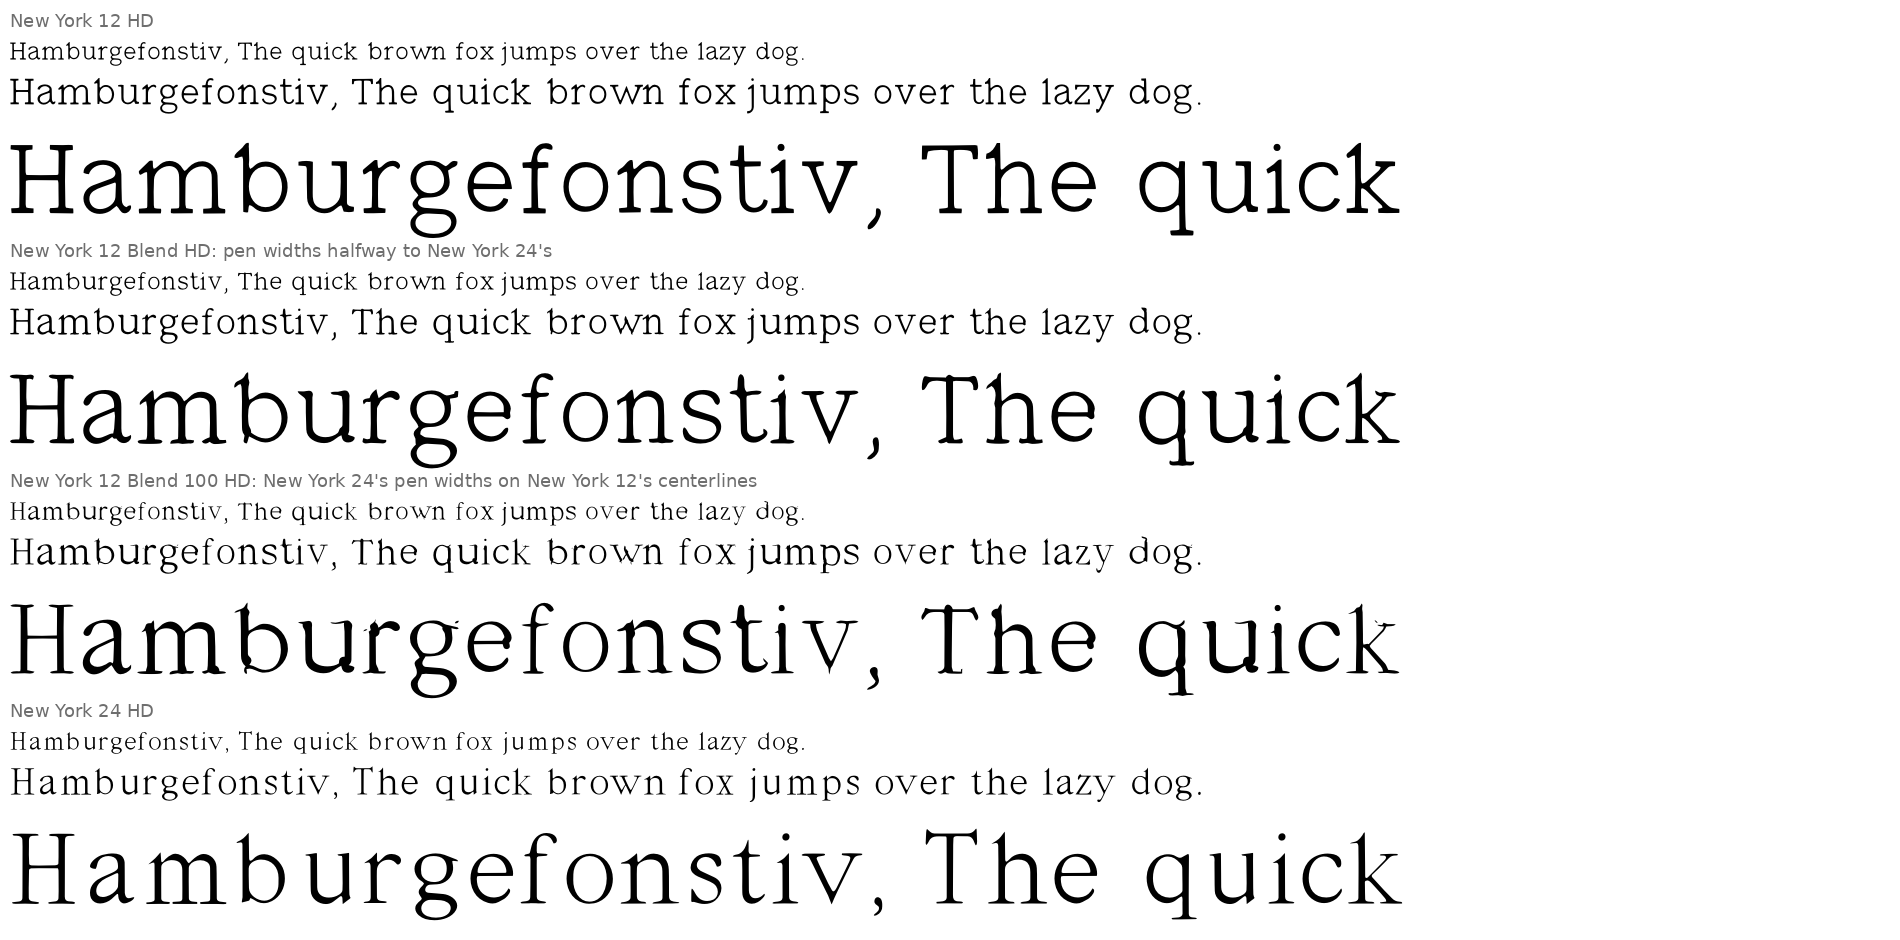 New York 12 HD
Hamburgefonstiv, The quick brown fox jumps over the lazy dog.
Hamburgefonstiv, The quick brown fox jumps over the lazy dog.
Hamburgefonstiv, The quick
New York 12 Blend HD: pen widths halfway to New York 24's
Hamburgefonstiv, The quick brown fox jumps over the lazy dog.
Hamburgefonstiv, The quick brown fox jumps over the lazy dog.
Hamburgefonstiv, The quick
New York 12 Blend 100 HD: New York 24's pen widths on New York 12's centerlines
Hamburgefonstiv, The quick brown fox jumps over the lazy dog.
Hamburgefonstiv, The quick brown fox jumps over the lazy dog.
Hamburgefonstiv, The quick
New York 24 HD
Hamburgefonstiv, The quick brown fox jumps over the lazy dog.
Hamburgefonstiv, The quick brown fox jumps over the lazy dog.
Hamburgefonstiv, The quick